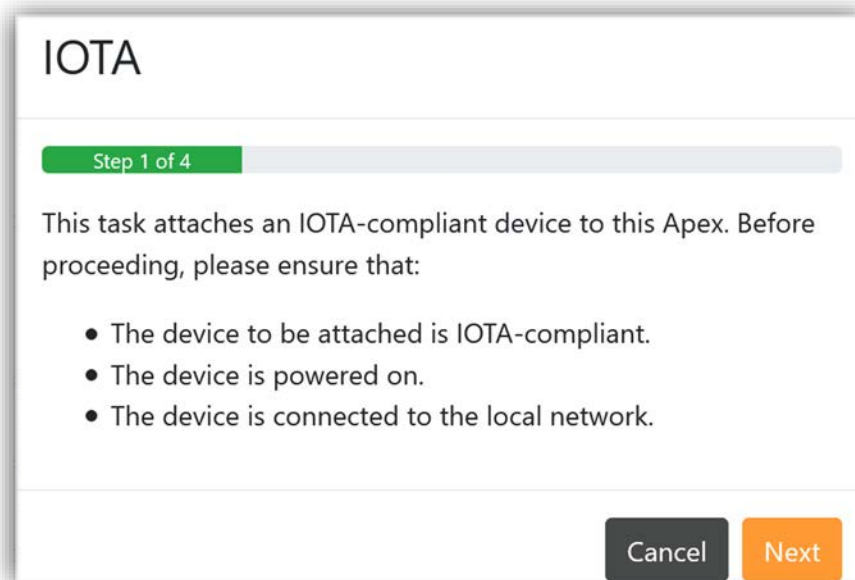 IOTA
Step 1 of 4
This task attaches an IOTA-compliant device to this Apex. Before
proceeding, please ensure that:
● The device to be attached is IOTA-compliant.
● The device is powered on.
● The device is connected to the local network.
Cancel Next